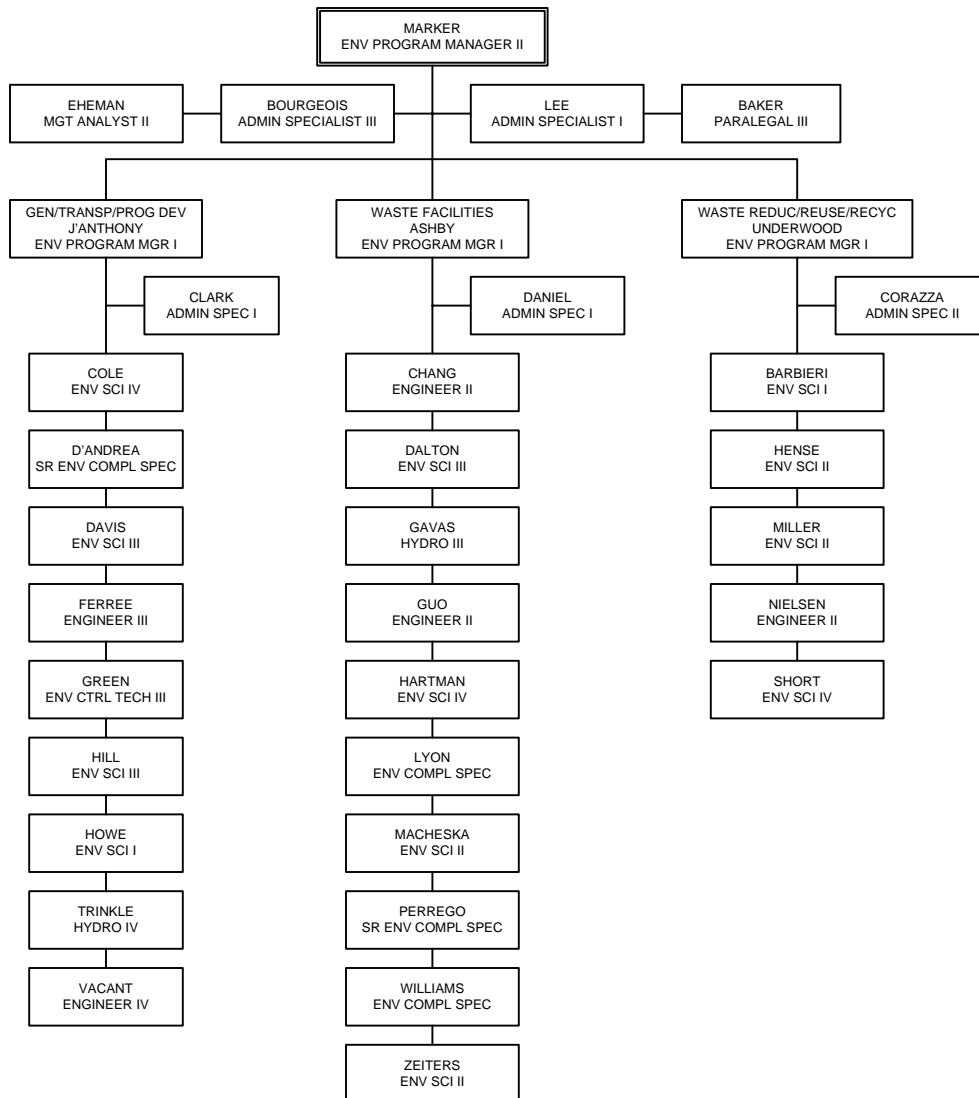 MARKER
ENV PROGRAM MANAGER II
EHEMAN
MGT ANALYST II
BOURGEOIS
ADMIN SPECIALIST III
LEE
ADMIN SPECIALIST I
BAKER
PARALEGAL III
GEN/TRANSP/PROG DEV
J'ANTHONY
ENV PROGRAM MGR I
WASTE FACILITIES
ASHBY
ENV PROGRAM MGR I
WASTE REDUC/REUSE/RECYC
UNDERWOOD
ENV PROGRAM MGR I
CLARK
ADMIN SPEC I
DANIEL
ADMIN SPEC I
CORAZZA
ADMIN SPEC II
COLE
ENV SCI IV
D'ANDREA
SR ENV COMPL SPEC
DAVIS
ENV SCI III
FERREE
ENGINEER III
GREEN
ENV CTRL TECH III
HILL
ENV SCI III
HOWE
ENV SCI I
TRINKLE
HYDRO IV
VACANT
ENGINEER IV
CHANG
ENGINEER II
DALTON
ENV SCI III
GAVAS
HYDRO III
GUO
ENGINEER II
HARTMAN
ENV SCI IV
LYON
ENV COMPL SPEC
MACHESKA
ENV SCI II
PERREGO
SR ENV COMPL SPEC
WILLIAMS
ENV COMPL SPEC
ZEITERS
ENV SCI II
BARBIERI
ENV SCI I
HENSE
ENV SCI II
MILLER
ENV SCI II
NIELSEN
ENGINEER II
SHORT
ENV SCI IV